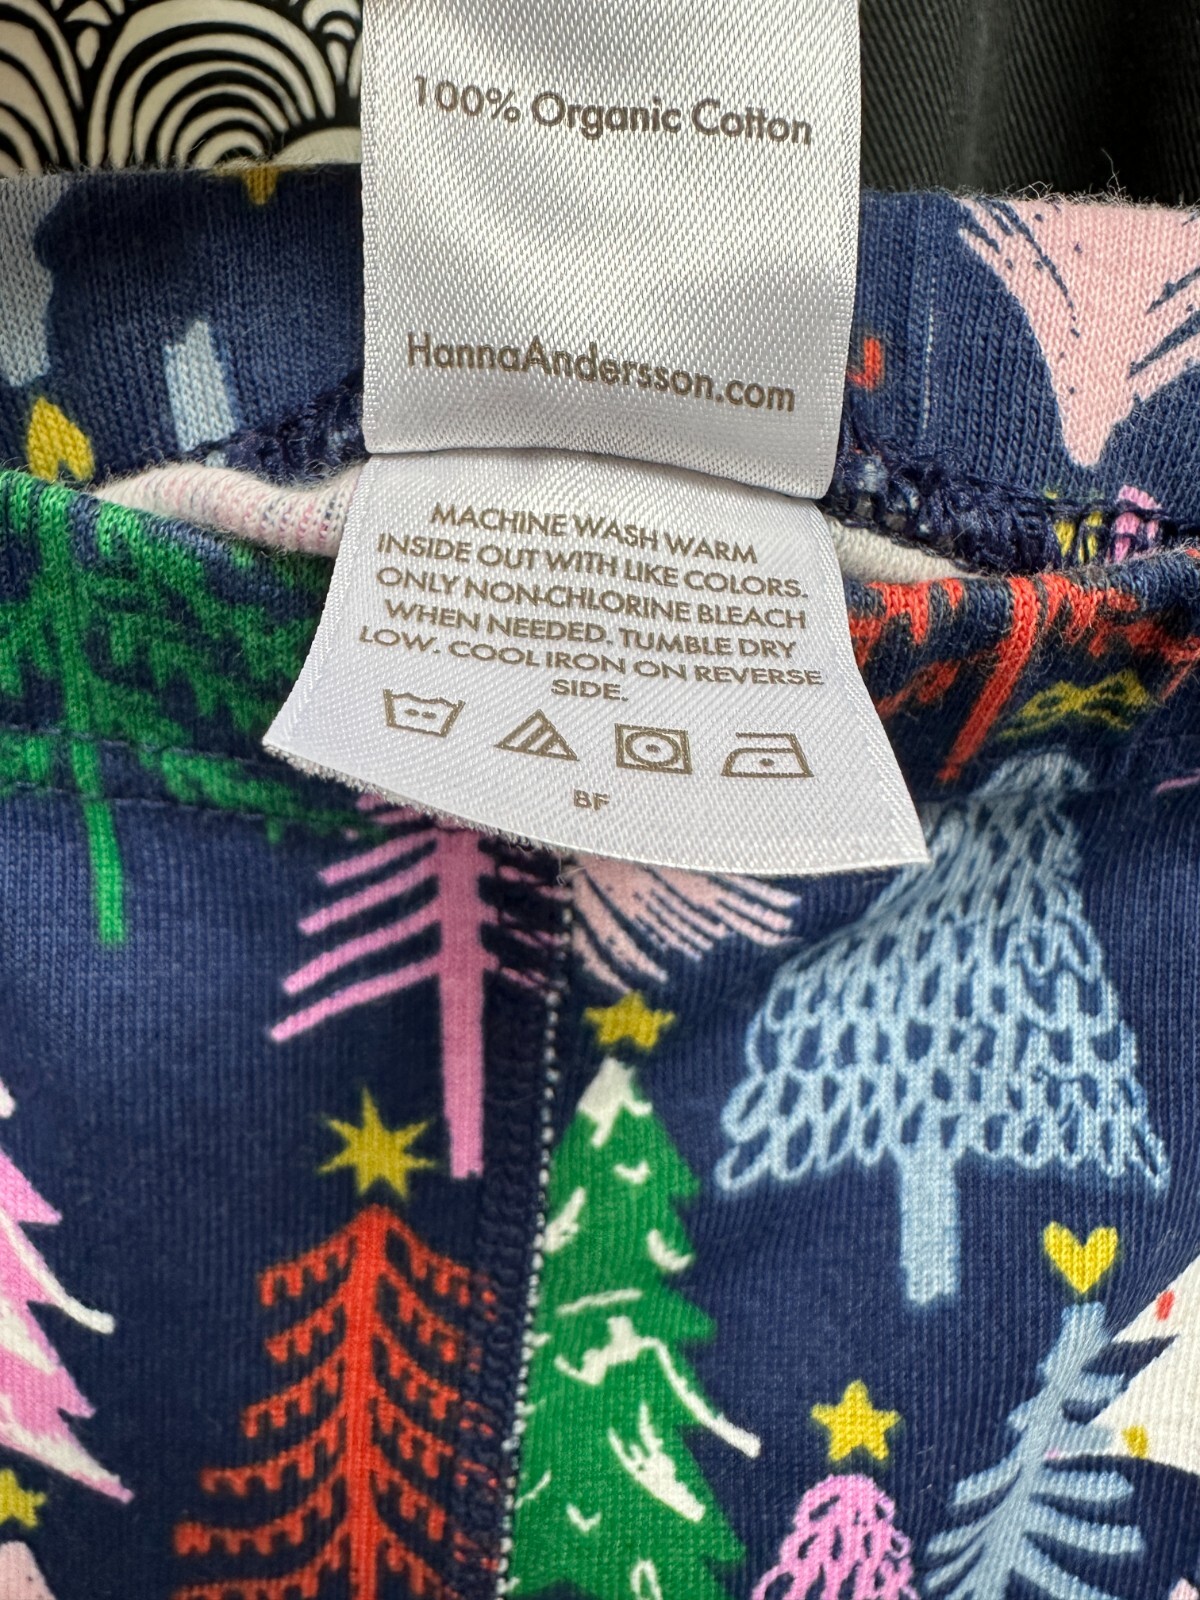 100% Organic Cotton
HannaAndersson.com
MACHINE WASH WARM
INSIDE OUT WITH LIKE COLORS.
ONLY NON-CHLORINE BLEACH
WHEN NEEDED. TUMBLE DRY
LOW. COOL IRON ON REVERSE
SIDE.
BF